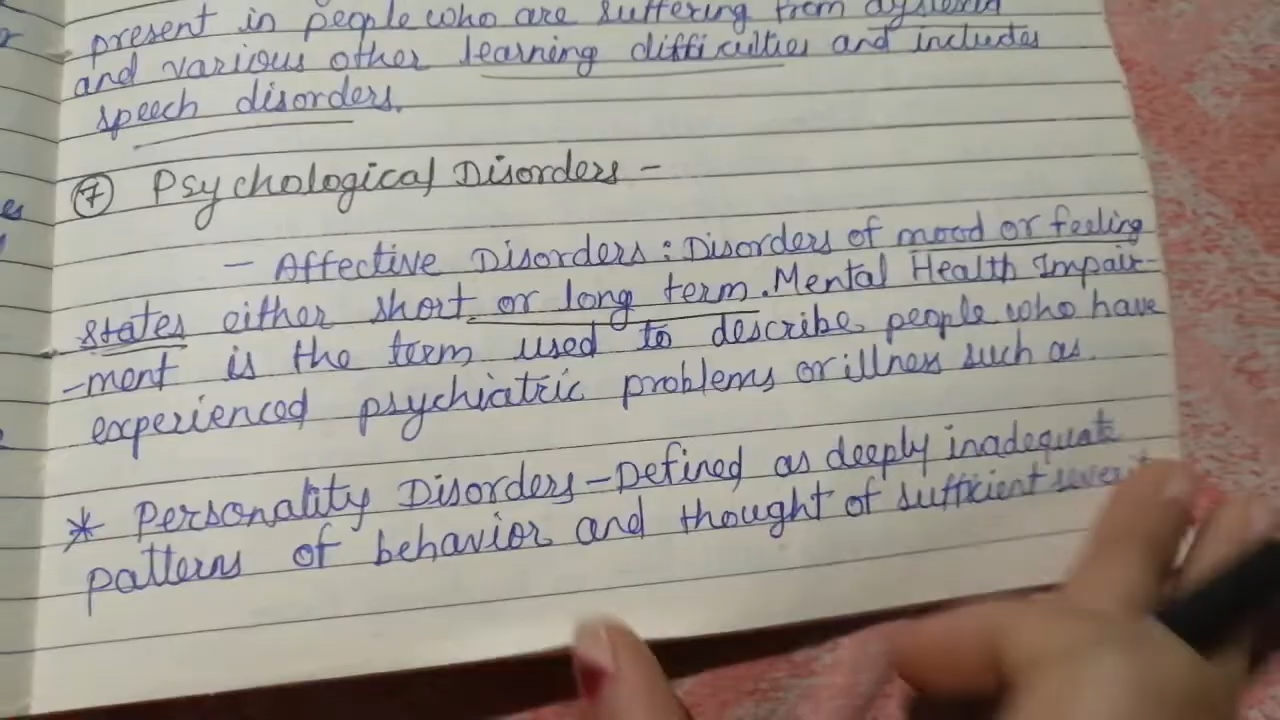 present in people who are suffering from dyslexia
and various other learning difficulties and includes
speech disorders.
⑦ Psychological Disorders -
- Affective Disorders : Disorders of mood or feeling
states either short or long term. Mental Health Impair-
-ment is the term used to describe people who have
experienced psychiatric problems or illness such as
* Personality Disorders - Defined as deeply inadequate
patterns of behavior and thought of sufficient
es